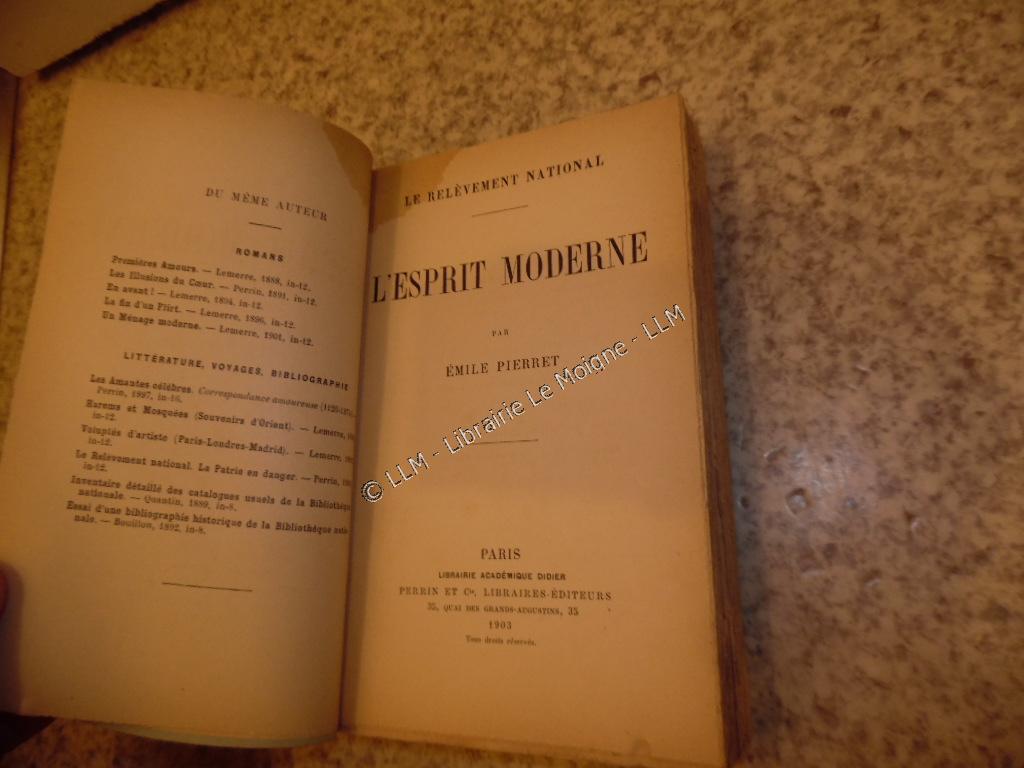 DU MÊME AUTEUR
ROMANS
Premières Amours. — Lemerre, 1888, in-12.
Les Illusions du Cœur. — Perrin, 1891, in-12.
En avant ! — Lemerre, 1894, in-12.
La fin d'un Flirt. — Lemerre, 1896, in-12.
Un Ménage moderne. — Lemerre, 1901, in-12.
LITTÉRATURE, VOYAGES, BIBLIOGRAPHIE
Les Amantes célèbres. Correspondance amoureuse
Perrin, 1897, in-16.
Harems et Mosquées (Souvenirs d'Orient). — Lemerre,
in-12.
Voluptés d'artiste (Paris-Londres-Madrid). — Lemerre,
in-12.
Le Relèvement national. La Patrie en danger. — Perrin,
in-12.
Inventaire détaillé des catalogues usuels de la Bibliothèque
nationale. — Quantin, 1889, in-8.
Essai d'une bibliographie historique de la Bibliothèque natio-
nale. — Bouillon, 1892, in-8.
LE RELÈVEMENT NATIONAL
L'ESPRIT MODERNE
PAR
ÉMILE PIERRET
© LLM - Librairie Le Moigne - LLM
PARIS
LIBRAIRIE ACADÉMIQUE DIDIER
PERRIN ET Cie, LIBRAIRES-ÉDITEURS
35, QUAI DES GRANDS-AUGUSTINS, 35
1903
Tous droits réservés.